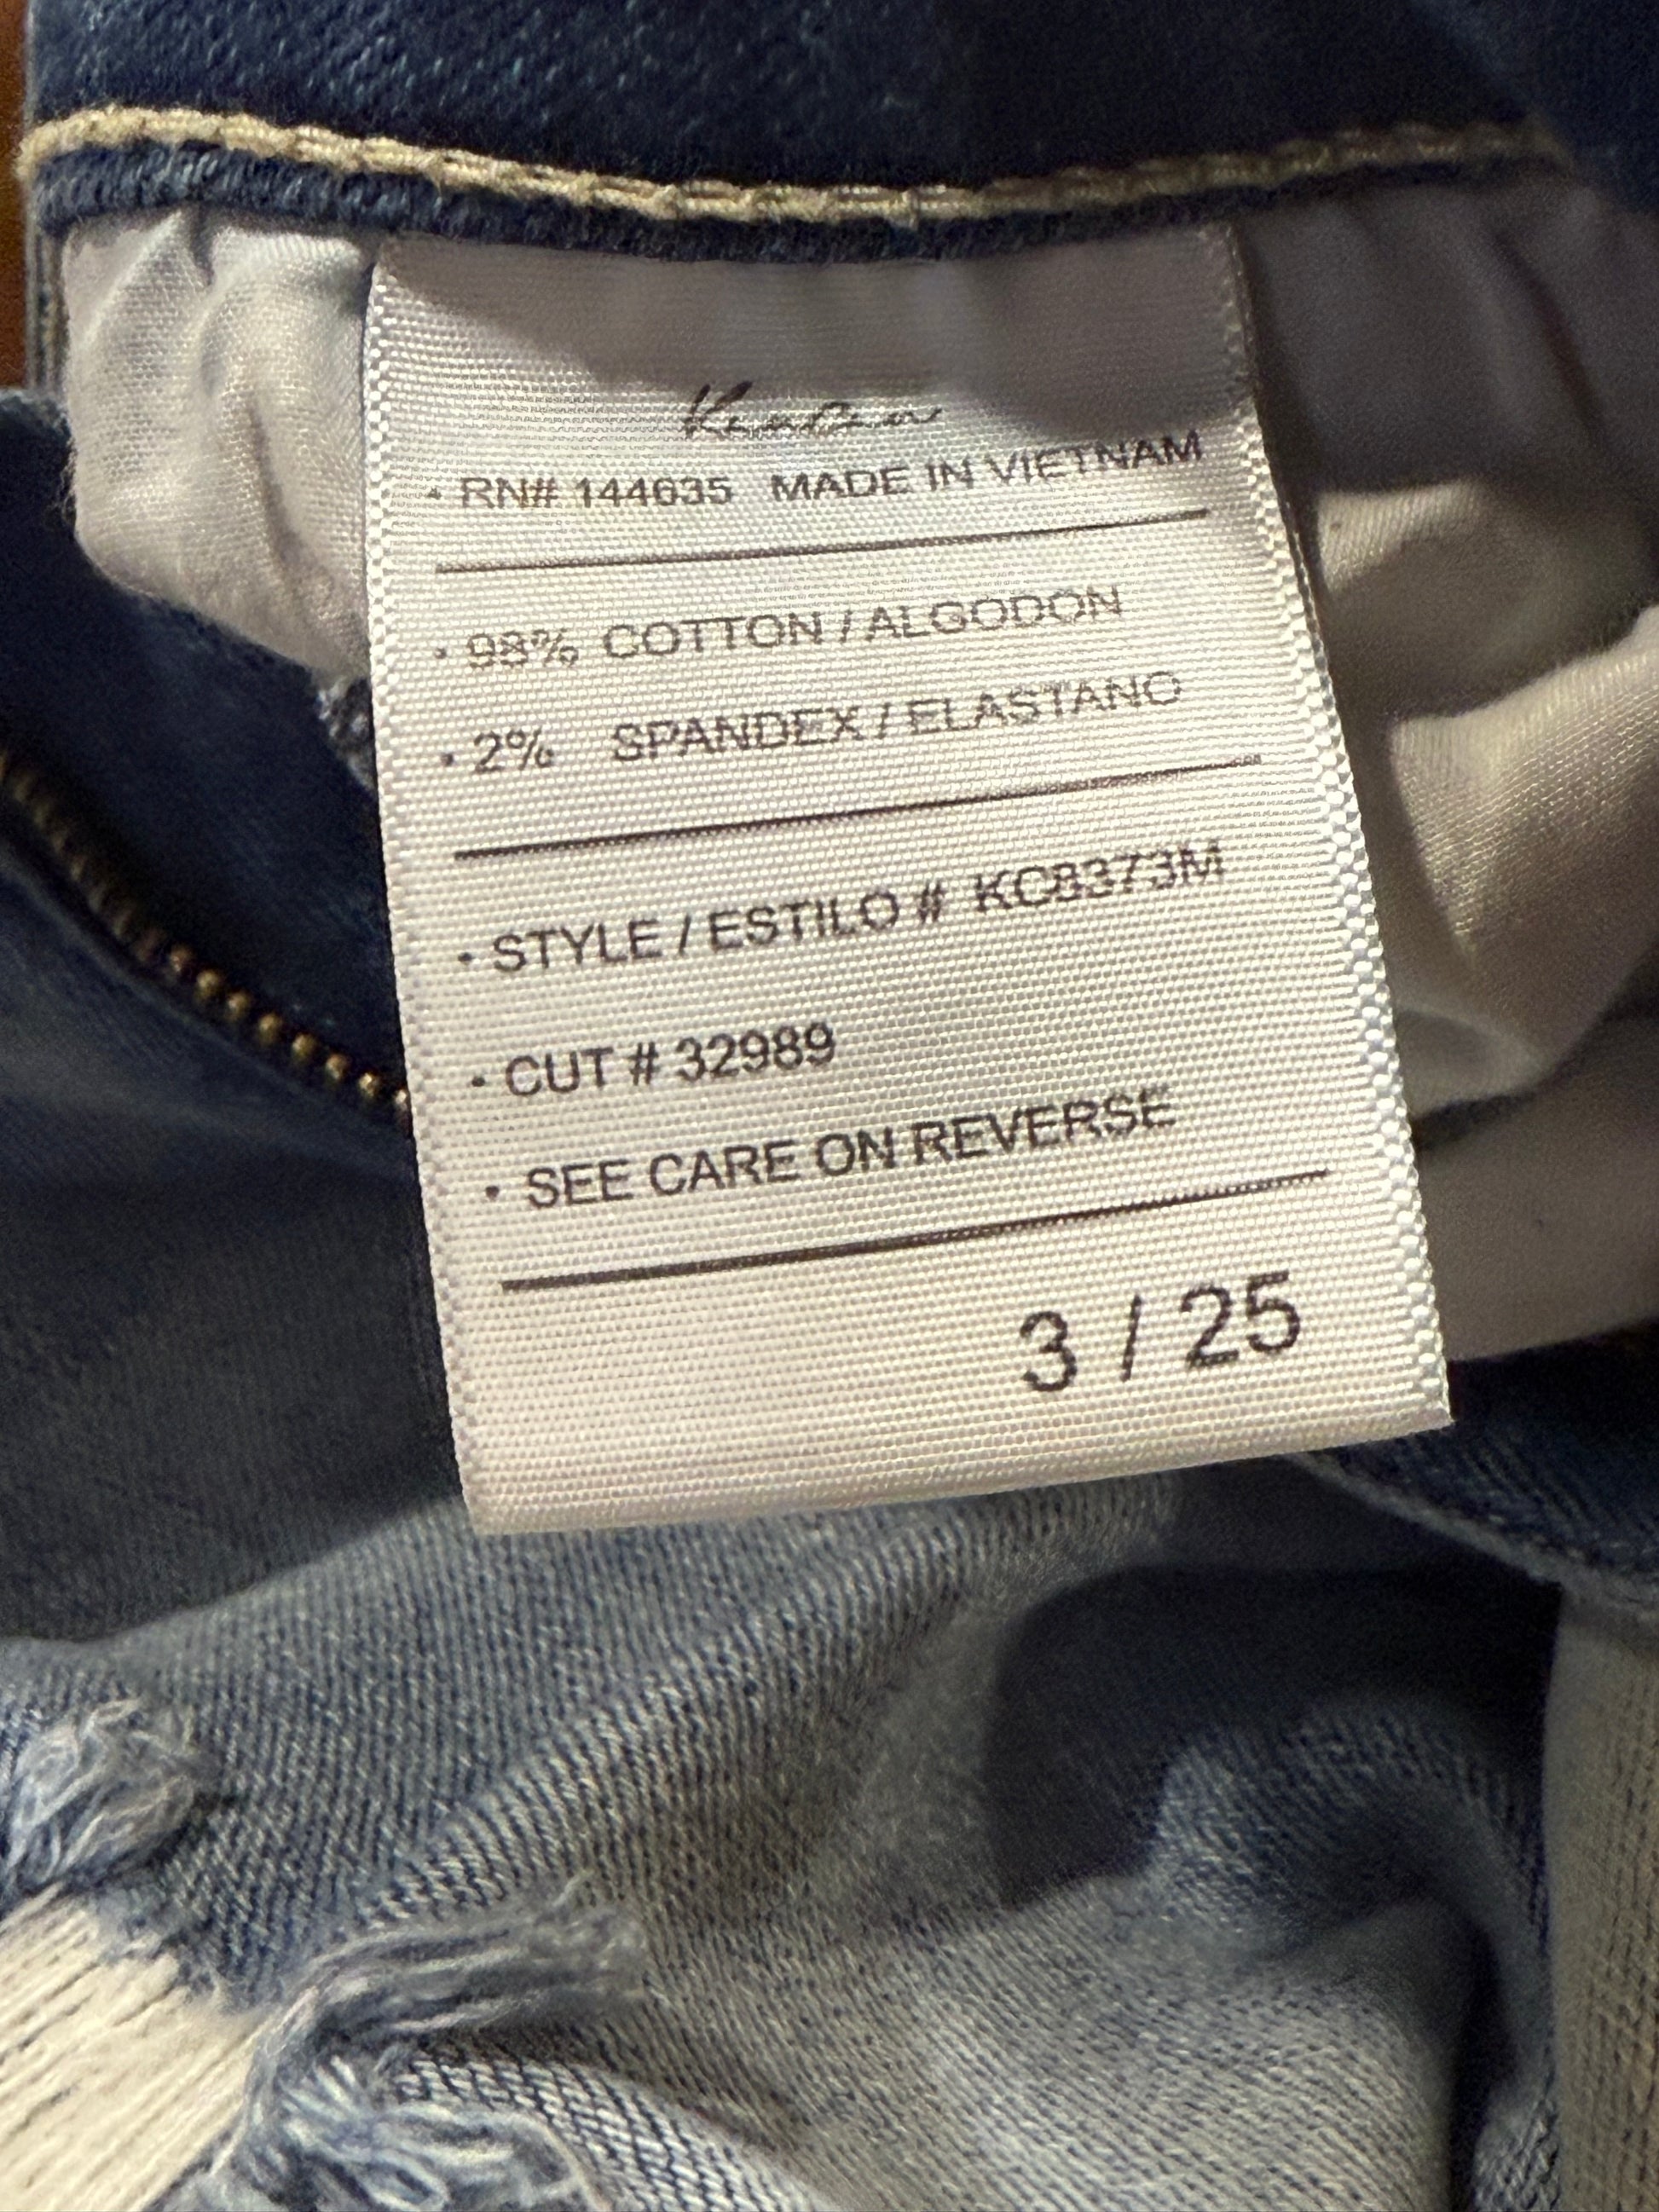 Kancan
• RN# 144635 MADE IN VIETNAM
• 98% COTTON / ALGODON
• 2% SPANDEX / ELASTANO
• STYLE / ESTILO # KC8373M
• CUT # 32989
• SEE CARE ON REVERSE
3 / 25